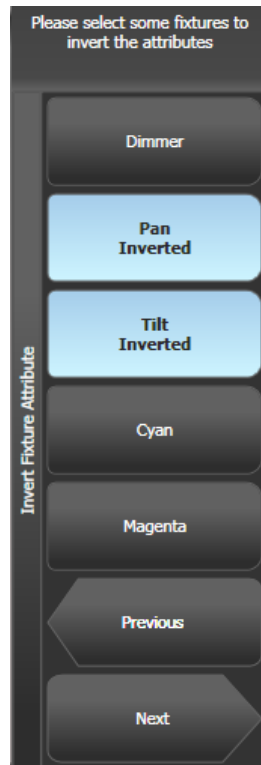 Please select some fixtures to
invert the attributes
Invert Fixture Attribute
Dimmer
Pan
Inverted
Tilt
Inverted
Cyan
Magenta
Previous
Next